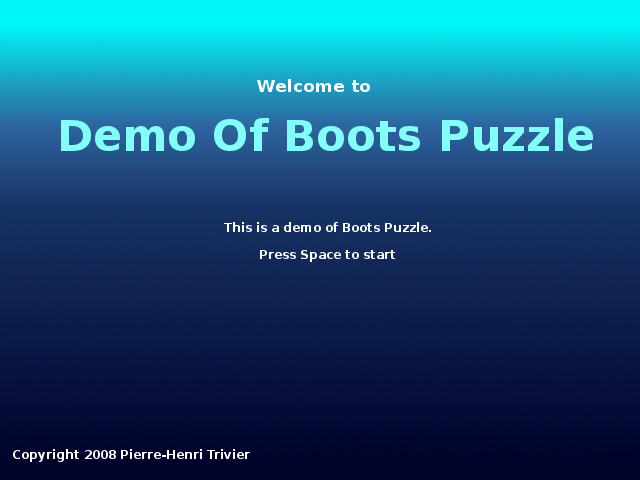 Welcome to
Demo Of Boots Puzzle
This is a demo of Boots Puzzle.
Press Space to start
Copyright 2008 Pierre-Henri Trivier